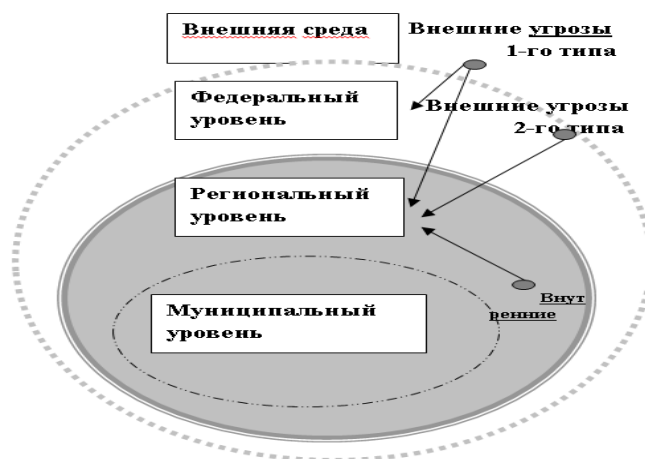 Внешняя среда
Внешние угрозы
1-го типа
Федеральный
уровень
Внешние угрозы
2-го типа
Региональный
уровень
Внут
ренние
Муниципальный
уровень